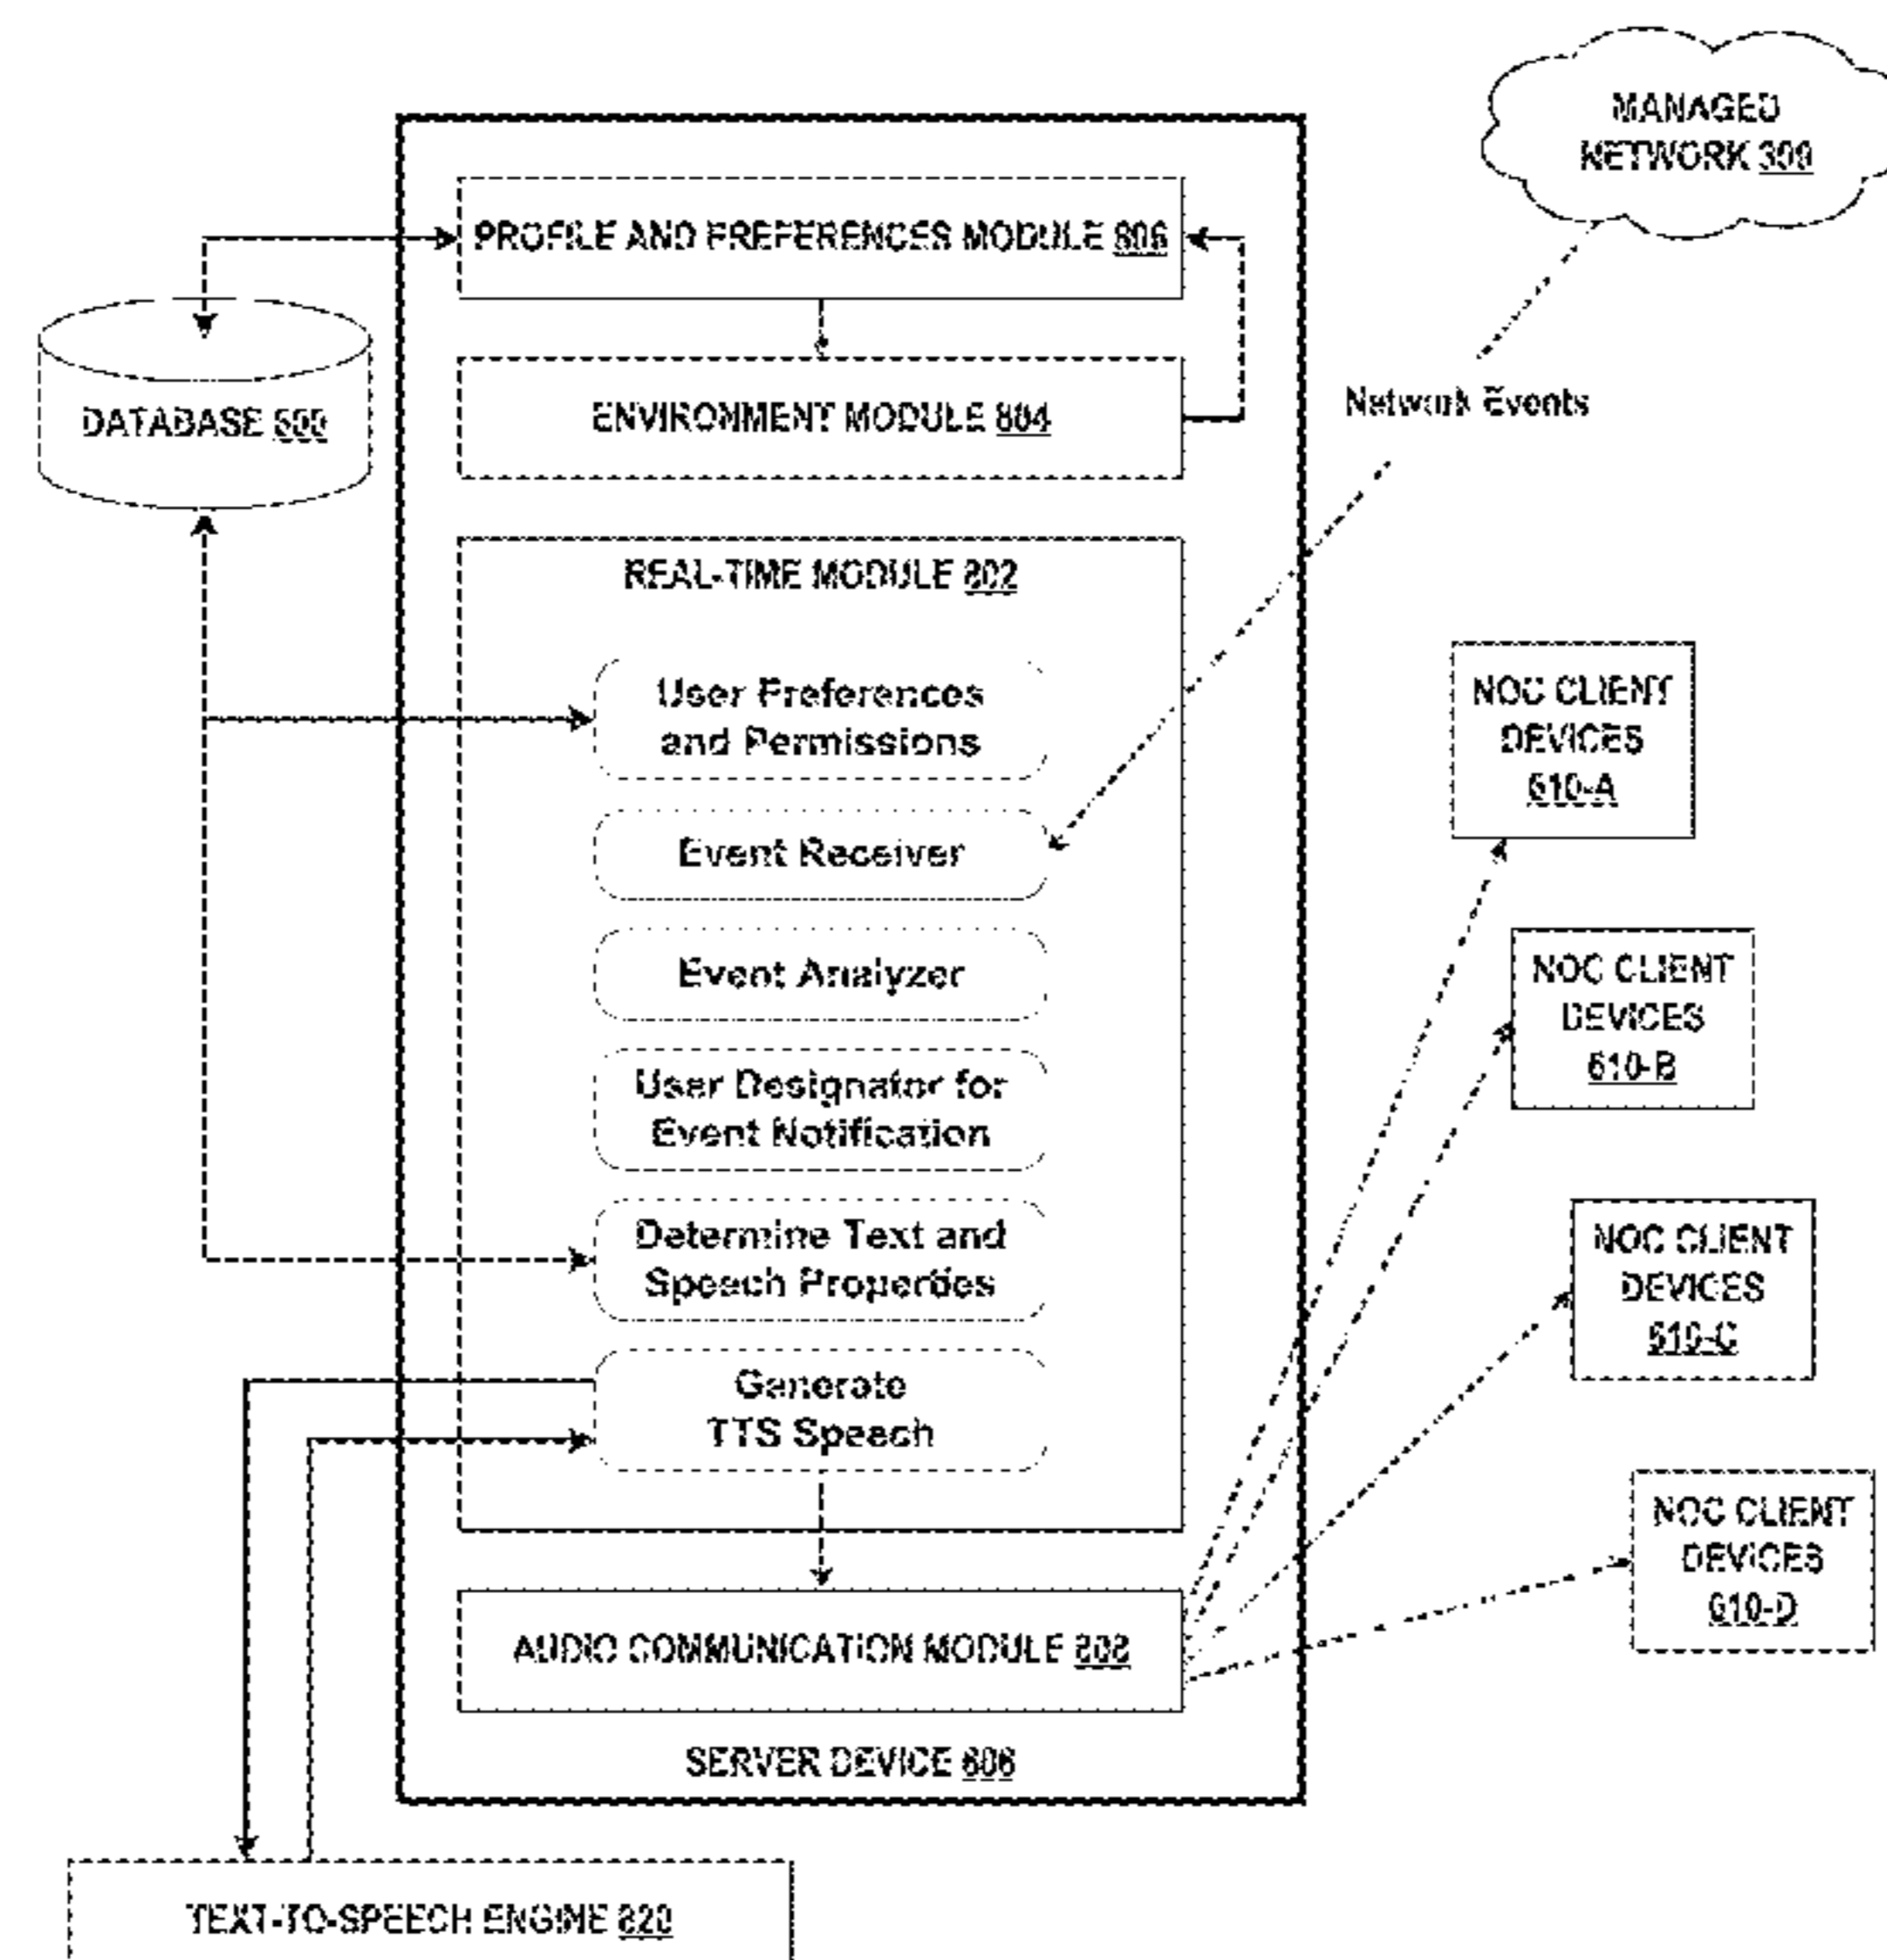 MANAGED
NETWORK 300
PROFILE AND PREFERENCES MODULE 806
DATABASE
ENVIRONMENT MODULE 804
Network Events
REAL-TIME MODULE 802
User Preferences
and Permissions
Event Receiver
Event Analyzer
User Designator for
Event Notification
Determine Text and
Speech Properties
Generate
TTS Speech
NOC CLIENT
DEVICES
610-A
NOC CLIENT
DEVICES
610-B
NOC CLIENT
DEVICES
610-C
NOC CLIENT
DEVICES
610-D
AUDIO COMMUNICATION MODULE 808
SERVER DEVICE 606
TEXT-TO-SPEECH ENGINE 820